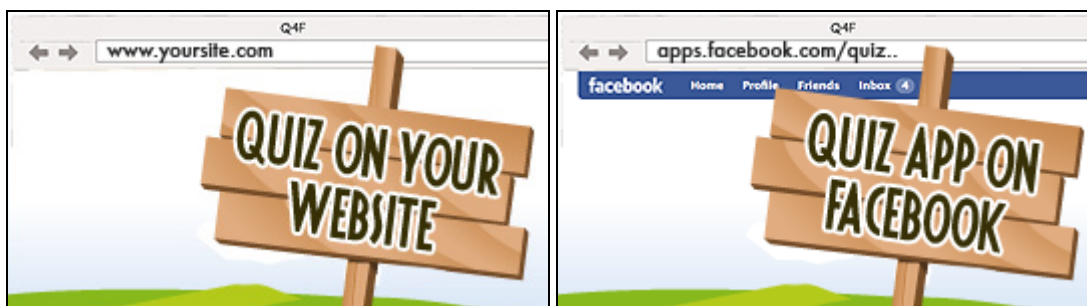 Q4F
www.yoursite.com
QUIZ ON YOUR
WEBSITE
Q4F
apps.facebook.com/quiz..
facebook Home Profile Friends Inbox 4
QUIZ APP ON
FACEBOOK